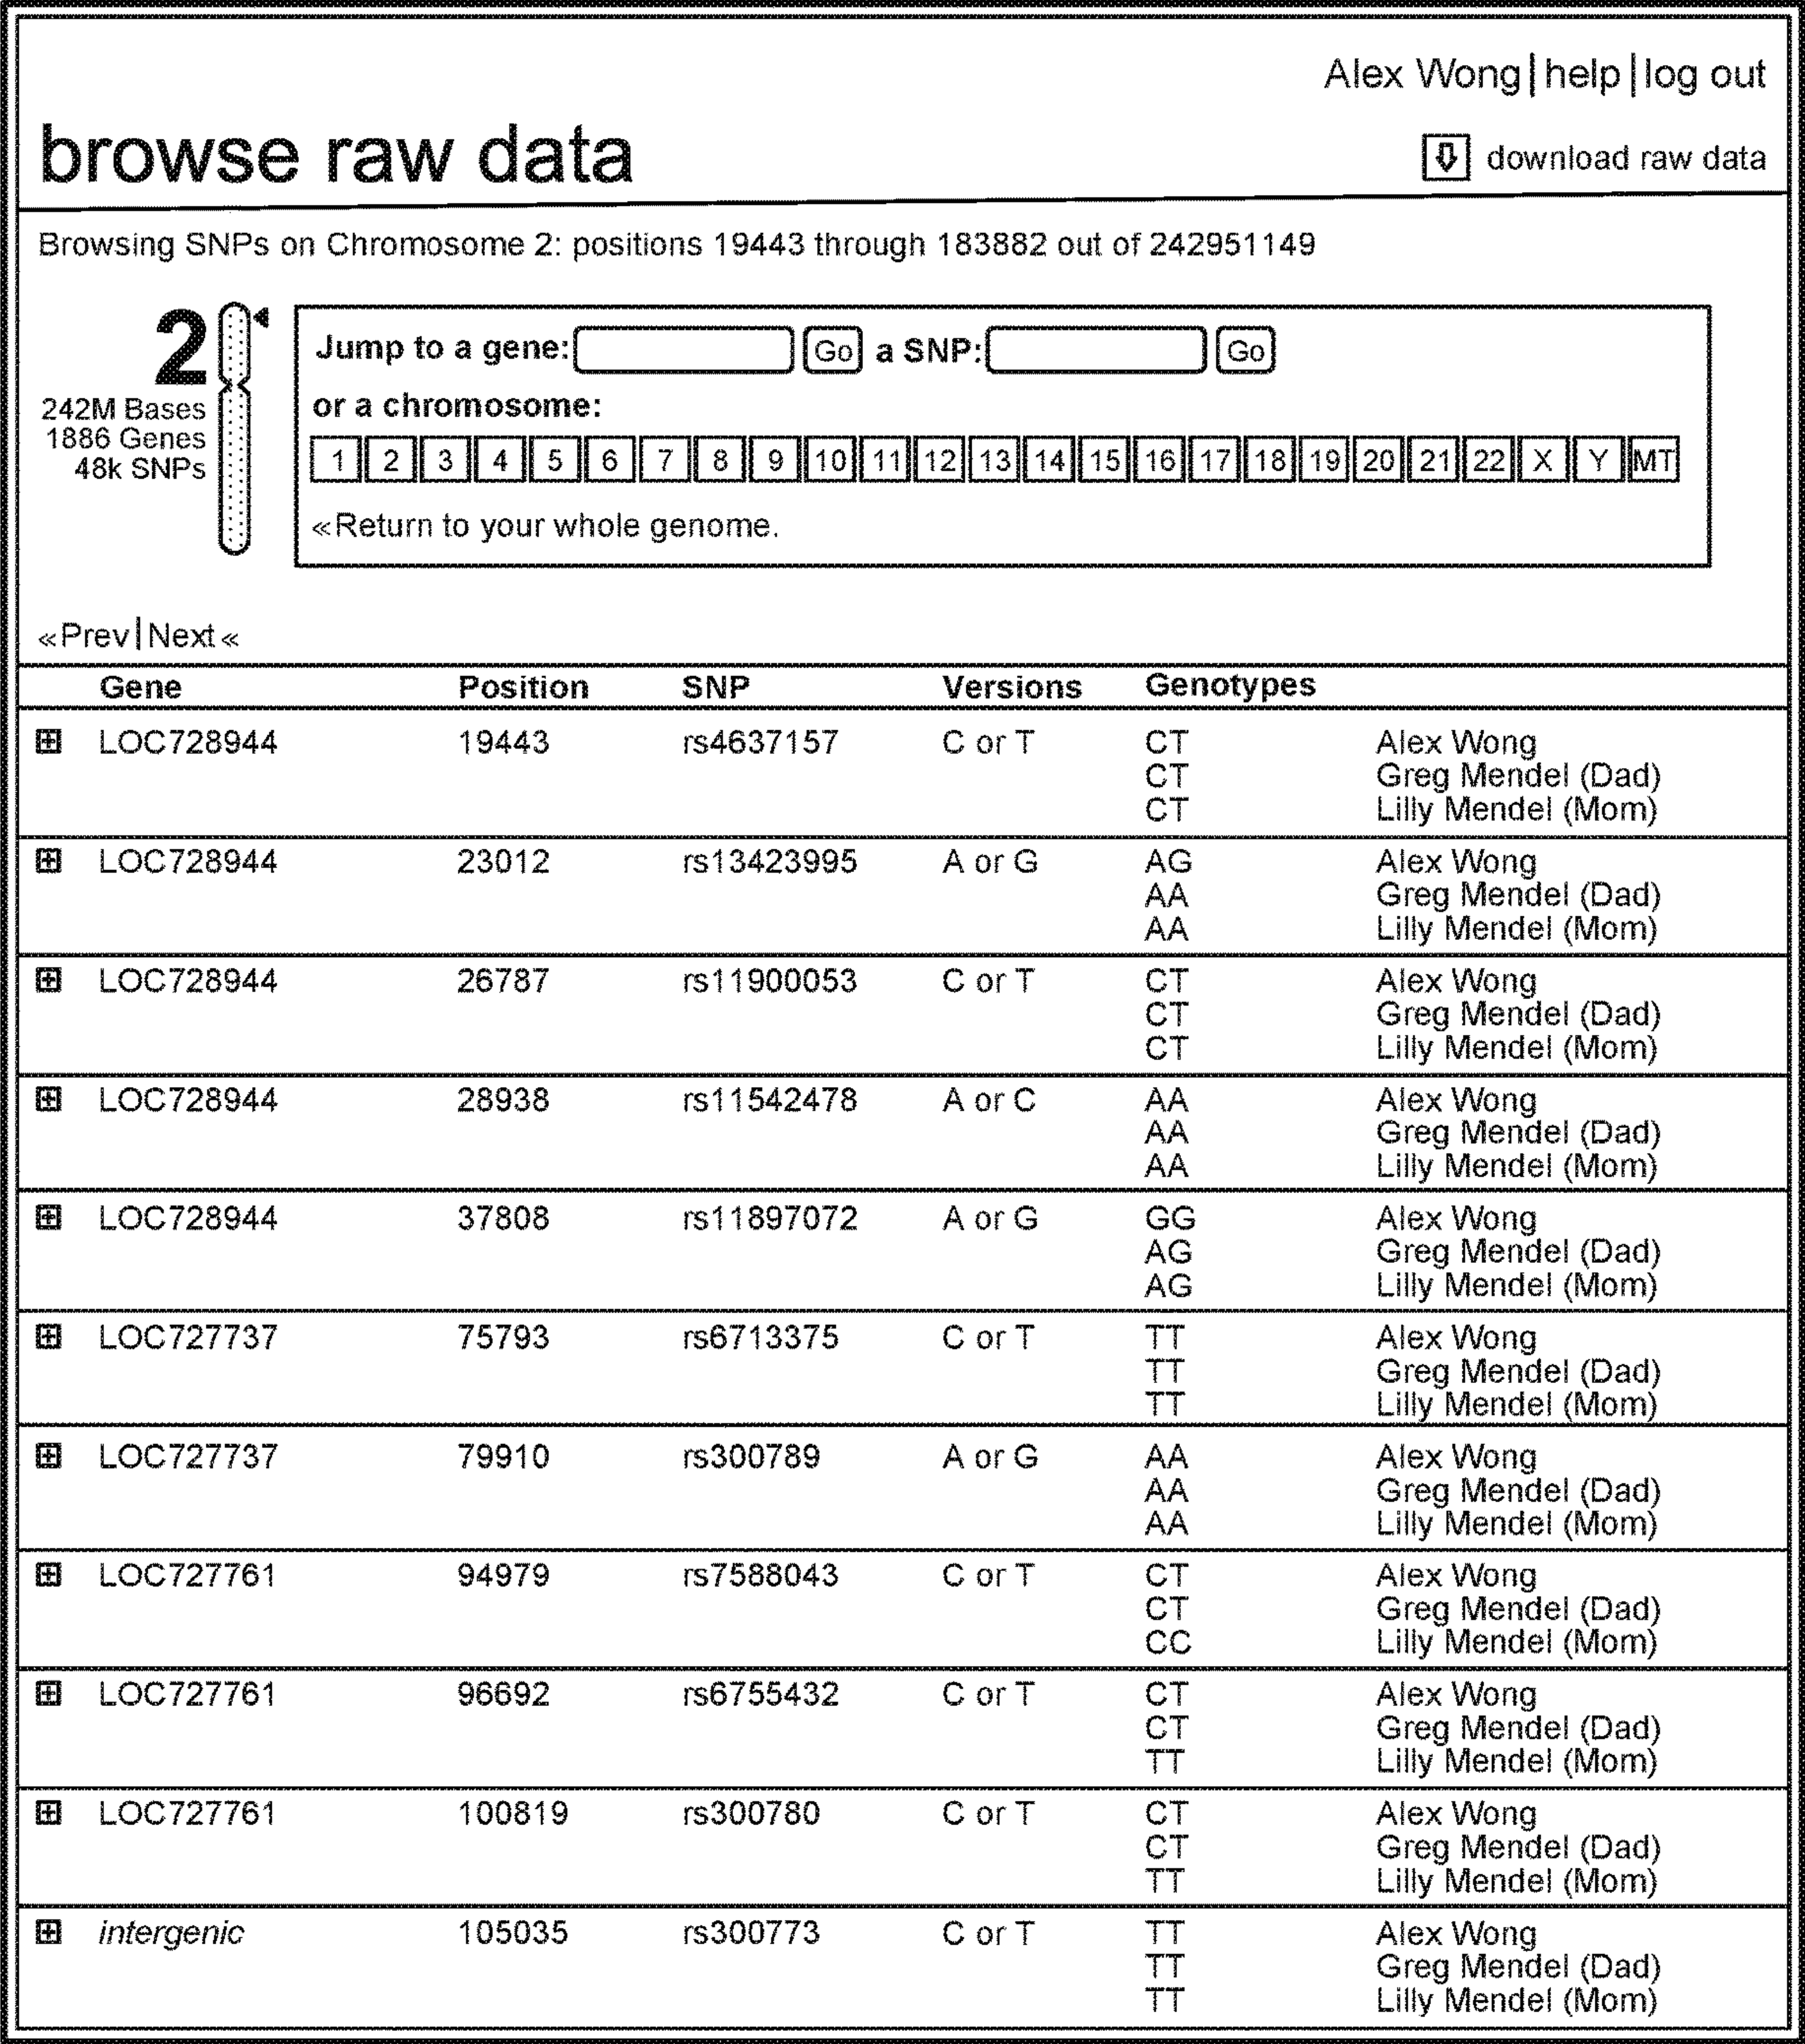 Alex Wong|help|log out
browse raw data
download raw data
Browsing SNPs on Chromosome 2: positions 19443 through 183882 out of 242951149
2
242M Bases
1886 Genes
48k SNPs
Jump to a gene: Go a SNP: Go
or a chromosome:
1 2 3 4 5 6 7 8 9 10 11 12 13 14 15 16 17 18 19 20 21 22 X Y MT
«Return to your whole genome.
«Prev|Next«
Gene Position SNP Versions Genotypes
LOC728944 19443 rs4637157 C or T CT Alex Wong
CT Greg Mendel (Dad)
CT Lilly Mendel (Mom)
LOC728944 23012 rs13423995 A or G AG Alex Wong
AA Greg Mendel (Dad)
AA Lilly Mendel (Mom)
LOC728944 26787 rs11900053 C or T CT Alex Wong
CT Greg Mendel (Dad)
CT Lilly Mendel (Mom)
LOC728944 28938 rs11542478 A or C AA Alex Wong
AA Greg Mendel (Dad)
AA Lilly Mendel (Mom)
LOC728944 37808 rs11897072 A or G GG Alex Wong
AG Greg Mendel (Dad)
AG Lilly Mendel (Mom)
LOC727737 75793 rs6713375 C or T TT Alex Wong
TT Greg Mendel (Dad)
TT Lilly Mendel (Mom)
LOC727737 79910 rs300789 A or G AA Alex Wong
AA Greg Mendel (Dad)
AA Lilly Mendel (Mom)
LOC727761 94979 rs7588043 C or T CT Alex Wong
CT Greg Mendel (Dad)
CC Lilly Mendel (Mom)
LOC727761 96692 rs6755432 C or T CT Alex Wong
CT Greg Mendel (Dad)
TT Lilly Mendel (Mom)
LOC727761 100819 rs300780 C or T CT Alex Wong
CT Greg Mendel (Dad)
TT Lilly Mendel (Mom)
intergenic 105035 rs300773 C or T TT Alex Wong
TT Greg Mendel (Dad)
TT Lilly Mendel (Mom)